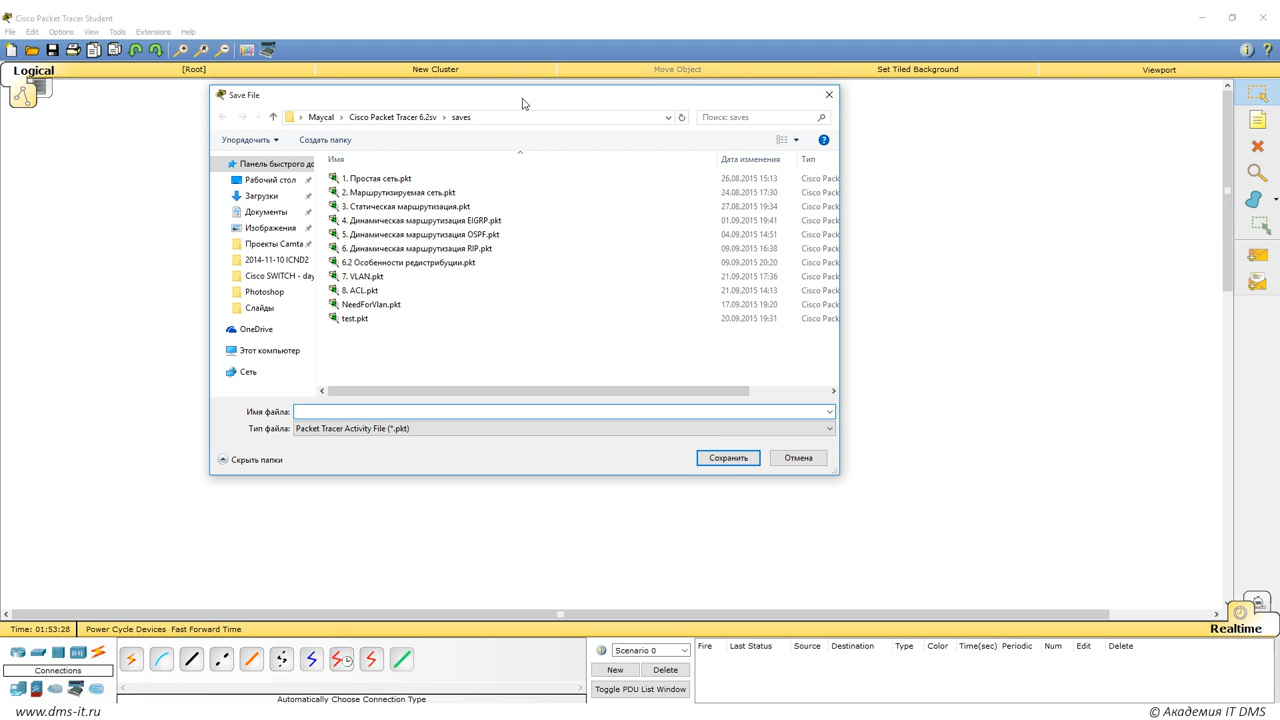 Cisco Packet Tracer Student
File Edit Options View Tools Extensions Help
Logical [Root] New Cluster Move Object Set Tiled Background Viewport
Save File
Maycal Cisco Packet Tracer 6.2sv saves Поиск: saves
Упорядочить Создать папку
Имя Дата изменения Тип
Панель быстрого до
Рабочий стол
Загрузки
Документы
Изображения
Проекты Camta
2014-11-10 ICND2
Cisco SWITCH - day
Photoshop
Слайды
OneDrive
Этот компьютер
Сеть
1. Простая сеть.pkt 26.08.2015 15:13 Cisco Pack
2. Маршрутизируемая сеть.pkt 24.08.2015 17:30 Cisco Pack
3. Статическая маршрутизация.pkt 27.08.2015 19:34 Cisco Pack
4. Динамическая маршрутизация EIGRP.pkt 01.09.2015 19:41 Cisco Pack
5. Динамическая маршрутизация OSPF.pkt 04.09.2015 14:51 Cisco Pack
6. Динамическая маршрутизация RIP.pkt 09.09.2015 16:38 Cisco Pack
6.2 Особенности редистрибуции.pkt 09.09.2015 20:20 Cisco Pack
7. VLAN.pkt 21.09.2015 17:36 Cisco Pack
8. ACL.pkt 21.09.2015 14:13 Cisco Pack
NeedForVlan.pkt 17.09.2015 19:20 Cisco Pack
test.pkt 20.09.2015 19:31 Cisco Pack
Имя файла:
Тип файла: Packet Tracer Activity File (*.pkt)
Скрыть папки Сохранить Отмена
Time: 01:53:28 Power Cycle Devices Fast Forward Time Realtime
Scenario 0
New Delete
Toggle PDU List Window
Fire Last Status Source Destination Type Color Time(sec) Periodic Num Edit Delete
Connections
Automatically Choose Connection Type
www.dms-it.ru © Академия IT DMS